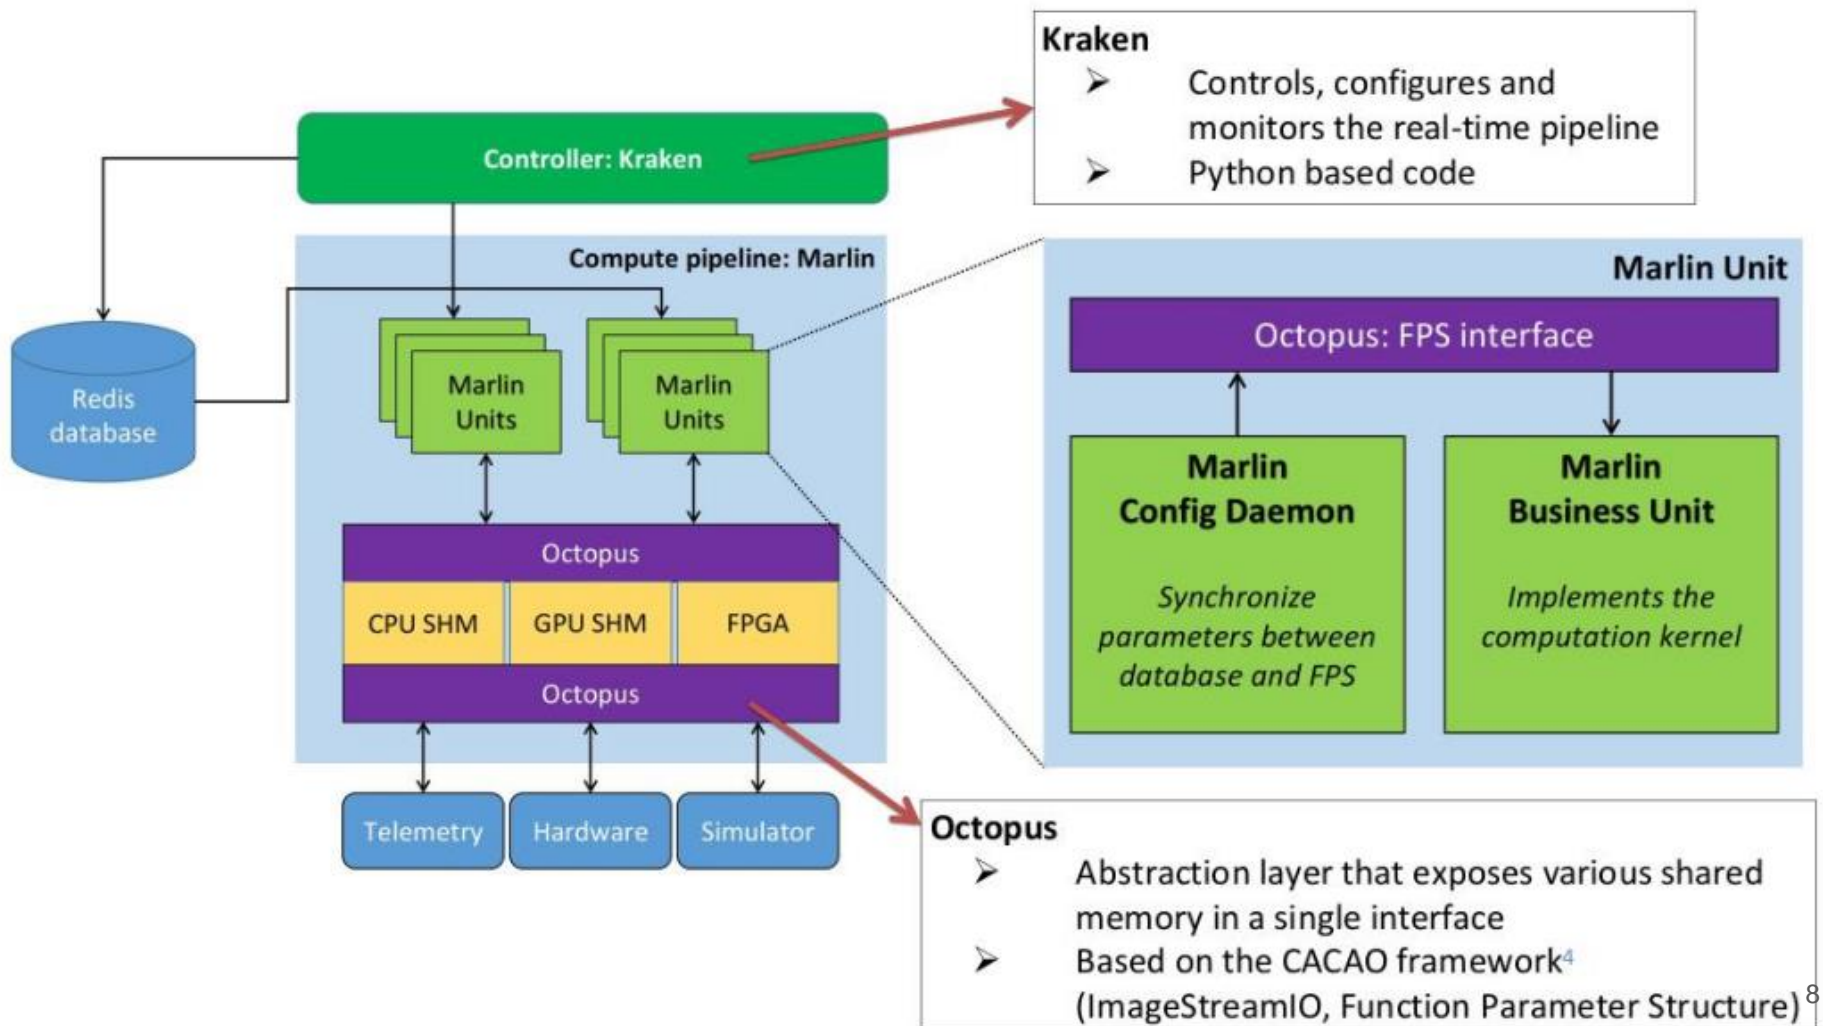 Kraken
➢ Controls, configures and
monitors the real-time pipeline
➢ Python based code
Controller: Kraken
Compute pipeline: Marlin
Redis
database
Marlin
Units
Marlin
Units
Octopus
CPU SHM
GPU SHM
FPGA
Octopus
Telemetry
Hardware
Simulator
Marlin Unit
Octopus: FPS interface
Marlin
Config Daemon
Synchronize
parameters between
database and FPS
Marlin
Business Unit
Implements the
computation kernel
Octopus
➢ Abstraction layer that exposes various shared
memory in a single interface
➢ Based on the CACAO framework⁴
(ImageStreamIO, Function Parameter Structure)
8